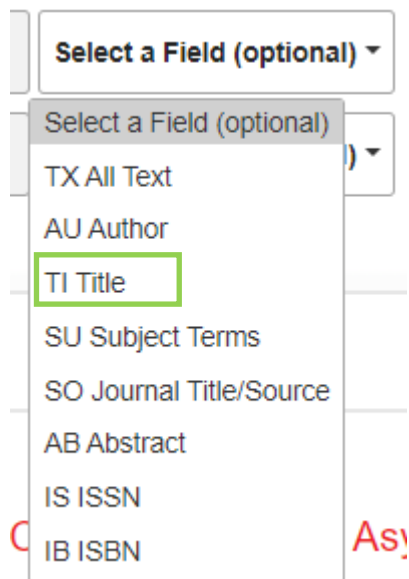 Select a Field (optional)
Select a Field (optional)
TX All Text
AU Author
TI Title
SU Subject Terms
SO Journal Title/Source
AB Abstract
IS ISSN
IB ISBN